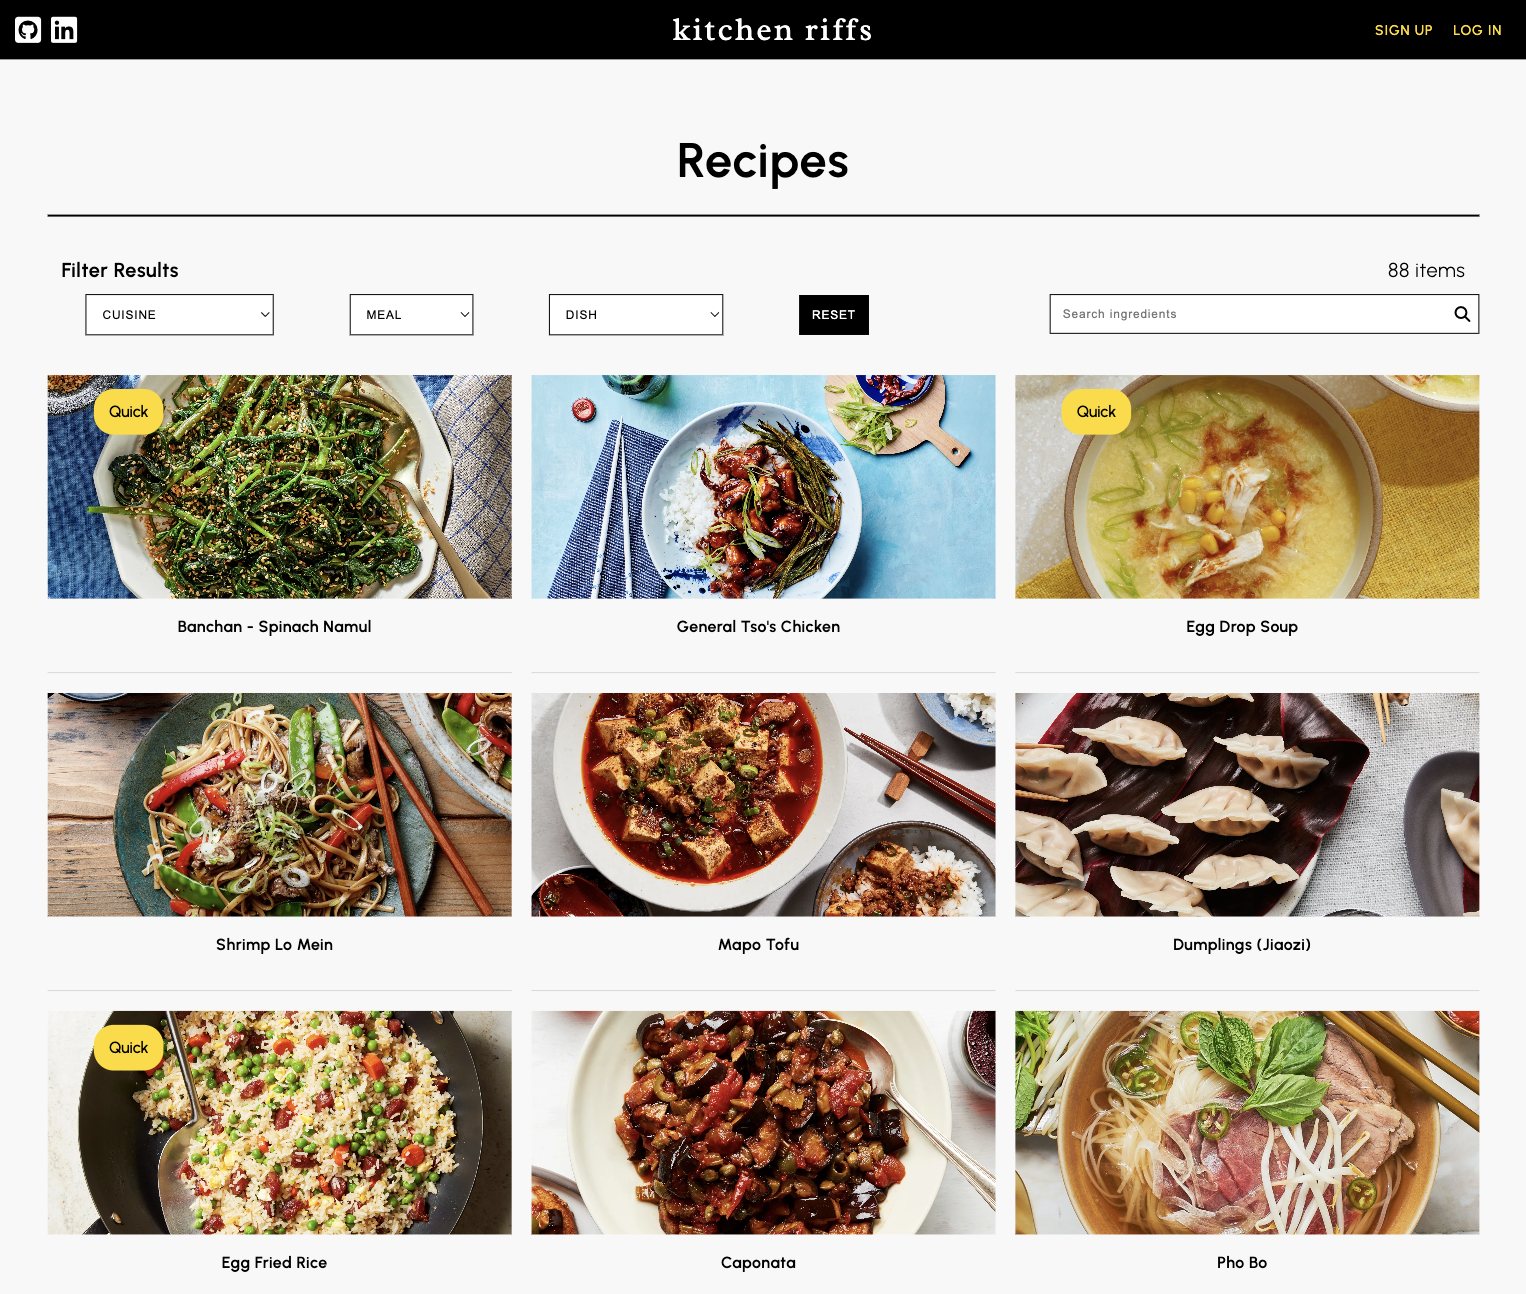 kitchen riffs
SIGN UP LOG IN
Recipes
Filter Results
88 items
CUISINE
MEAL
DISH
RESET
Search ingredients
Quick
Quick
Banchan - Spinach Namul
General Tso's Chicken
Egg Drop Soup
Shrimp Lo Mein
Mapo Tofu
Dumplings (Jiaozi)
Quick
Egg Fried Rice
Caponata
Pho Bo